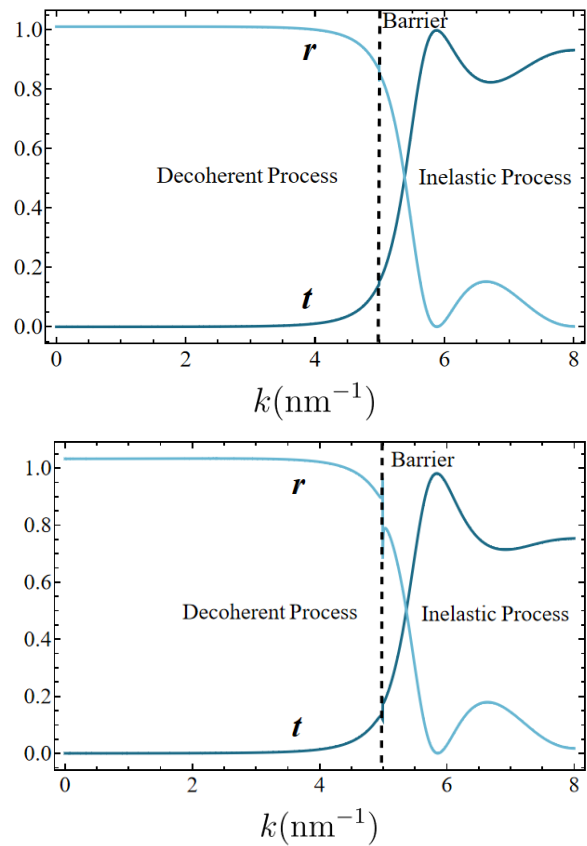 1.0
Barrier
r
0.8
0.6
Decoherent Process
Inelastic Process
0.4
0.2
t
0.0
0
2
4
6
8
k(nm⁻¹)
1.0
Barrier
r
0.8
0.6
Decoherent Process
Inelastic Process
0.4
0.2
t
0.0
0
2
4
6
8
k(nm⁻¹)